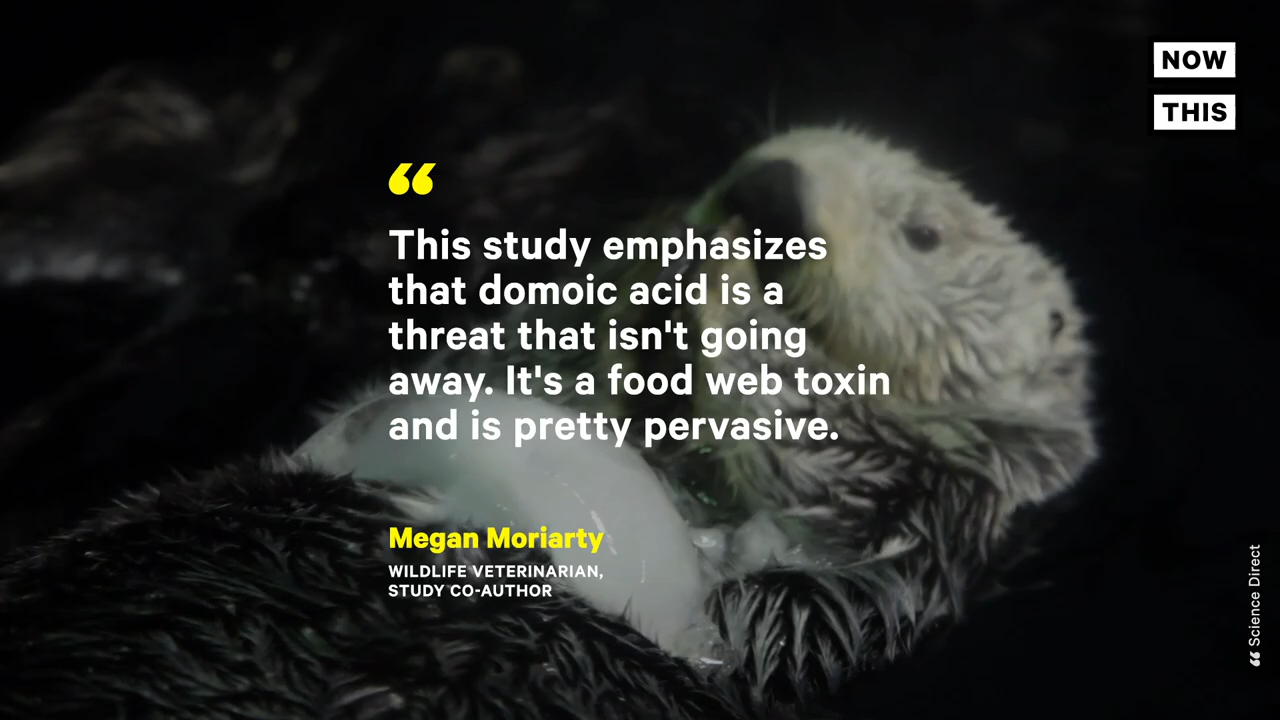 NOW
THIS
“
This study emphasizes
that domoic acid is a
threat that isn't going
away. It's a food web toxin
and is pretty pervasive.
Megan Moriarty
WILDLIFE VETERINARIAN,
STUDY CO-AUTHOR
“ Science Direct